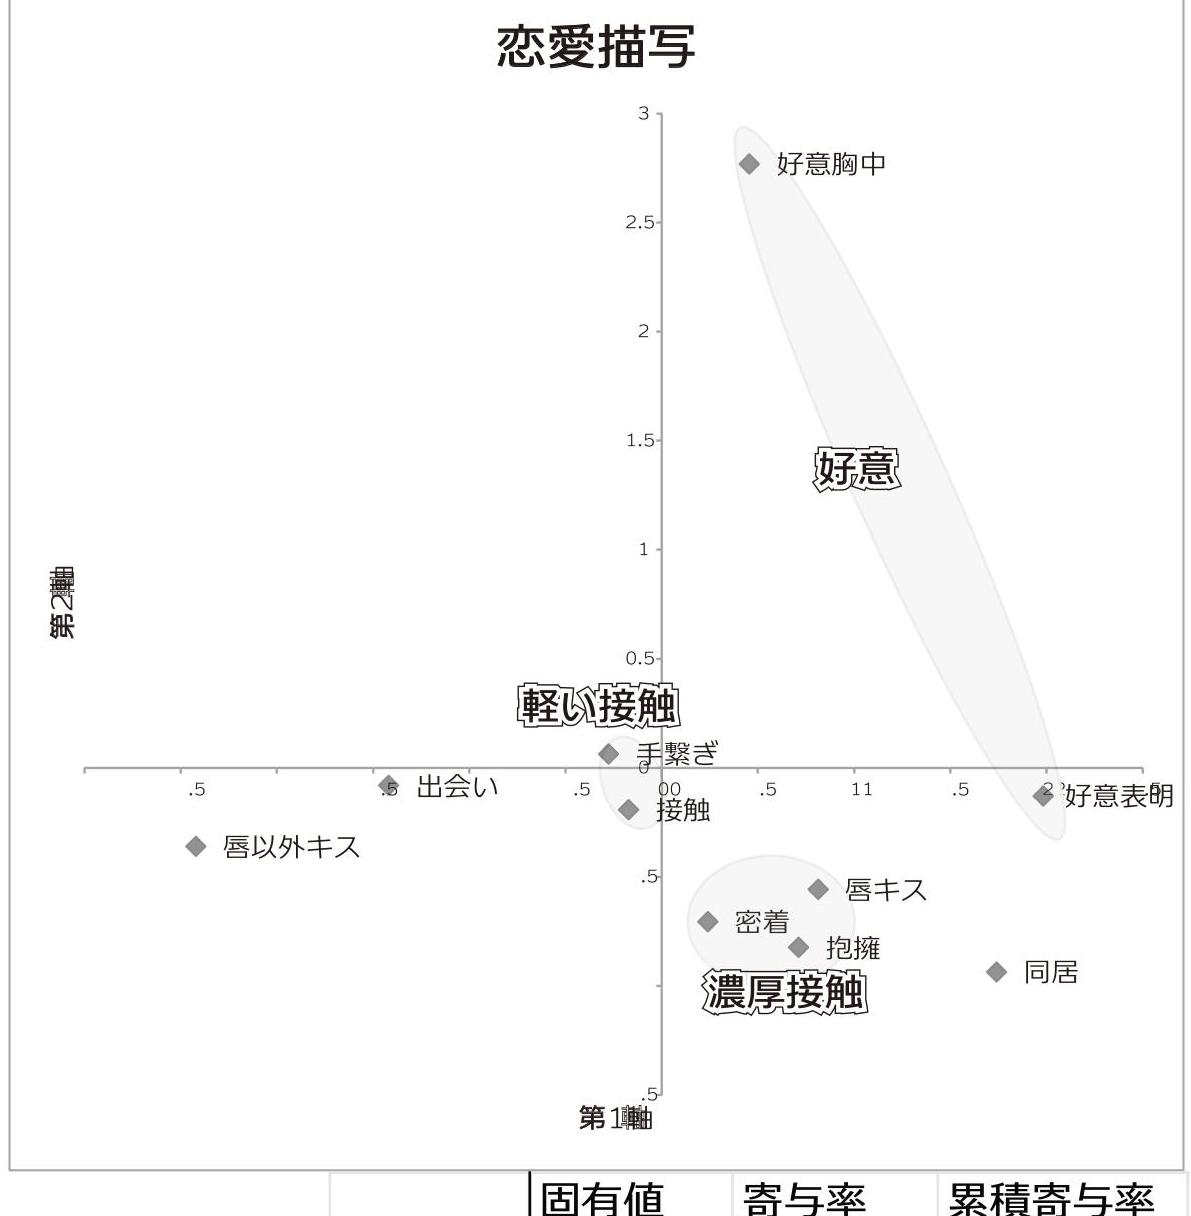 恋愛描写
3
好意胸中
2.5
2
1.5
好意
1
第2軸
0.5
軽い接触
手繋ぎ
0
.5
.5
出会い
.5
00
.5
11
.5
2
好意表明
接触
唇以外キス
.5
唇キス
密着
抱擁
同居
濃厚接触
.5
第1軸
固有値 寄与率 累積寄与率